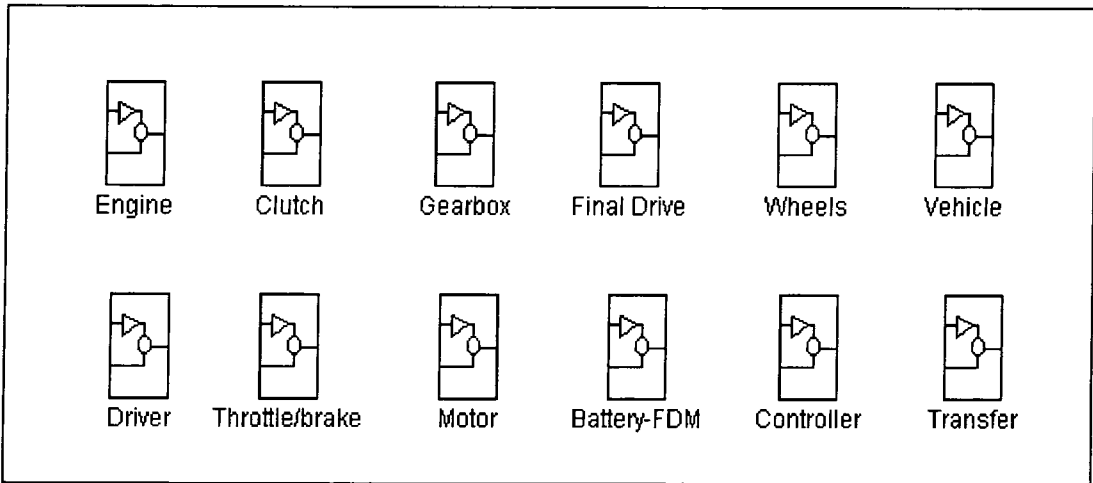 Engine Clutch Gearbox Final Drive Wheels Vehicle
Driver Throttle/brake Motor Battery-FDM Controller Transfer